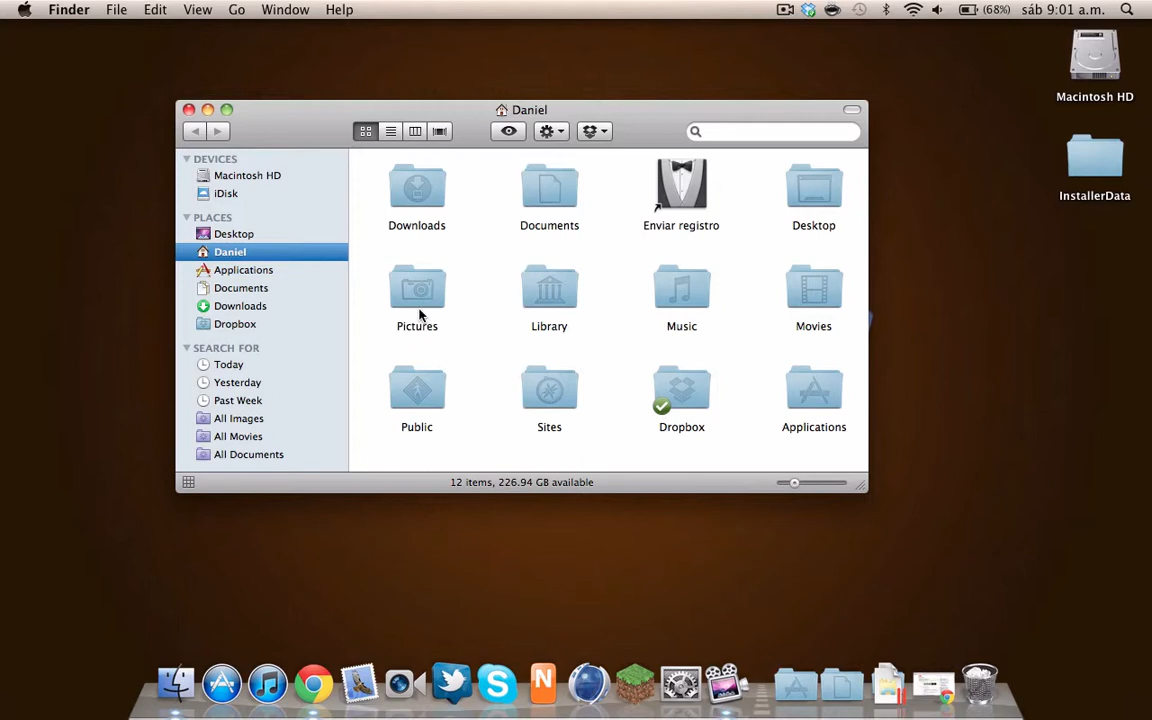 Finder File Edit View Go Window Help (68%) sáb 9:01 a.m.
Macintosh HD
InstallerData
Daniel
DEVICES
Macintosh HD
iDisk
PLACES
Desktop
Daniel
Applications
Documents
Downloads
Dropbox
SEARCH FOR
Today
Yesterday
Past Week
All Images
All Movies
All Documents
Downloads Documents Enviar registro Desktop
Pictures Library Music Movies
Public Sites Dropbox Applications
12 items, 226.94 GB available
N